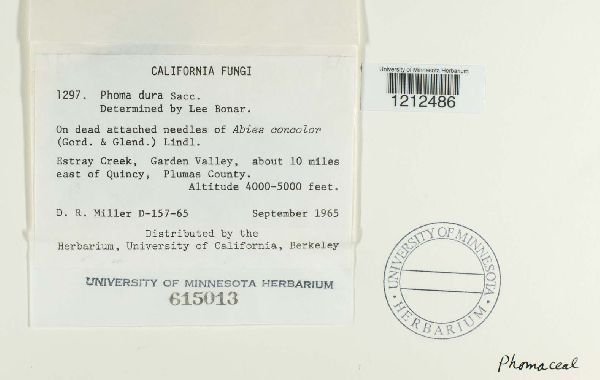 CALIFORNIA FUNGI
1297. Phoma dura Sacc.
Determined by Lee Bonar.
On dead attached needles of Abies concolor
(Gord. & Glend.) Lindl.
Estray Creek, Garden Valley, about 10 miles
east of Quincy, Plumas County.
Altitude 4000-5000 feet.
D. R. Miller D-157-65 September 1965
Distributed by the
Herbarium, University of California, Berkeley
UNIVERSITY OF MINNESOTA HERBARIUM
615013
University of Minnesota Herbarium
1212486
UNIVERSITY OF MINNESOTA
· HERBARIUM ·
Phomaceae